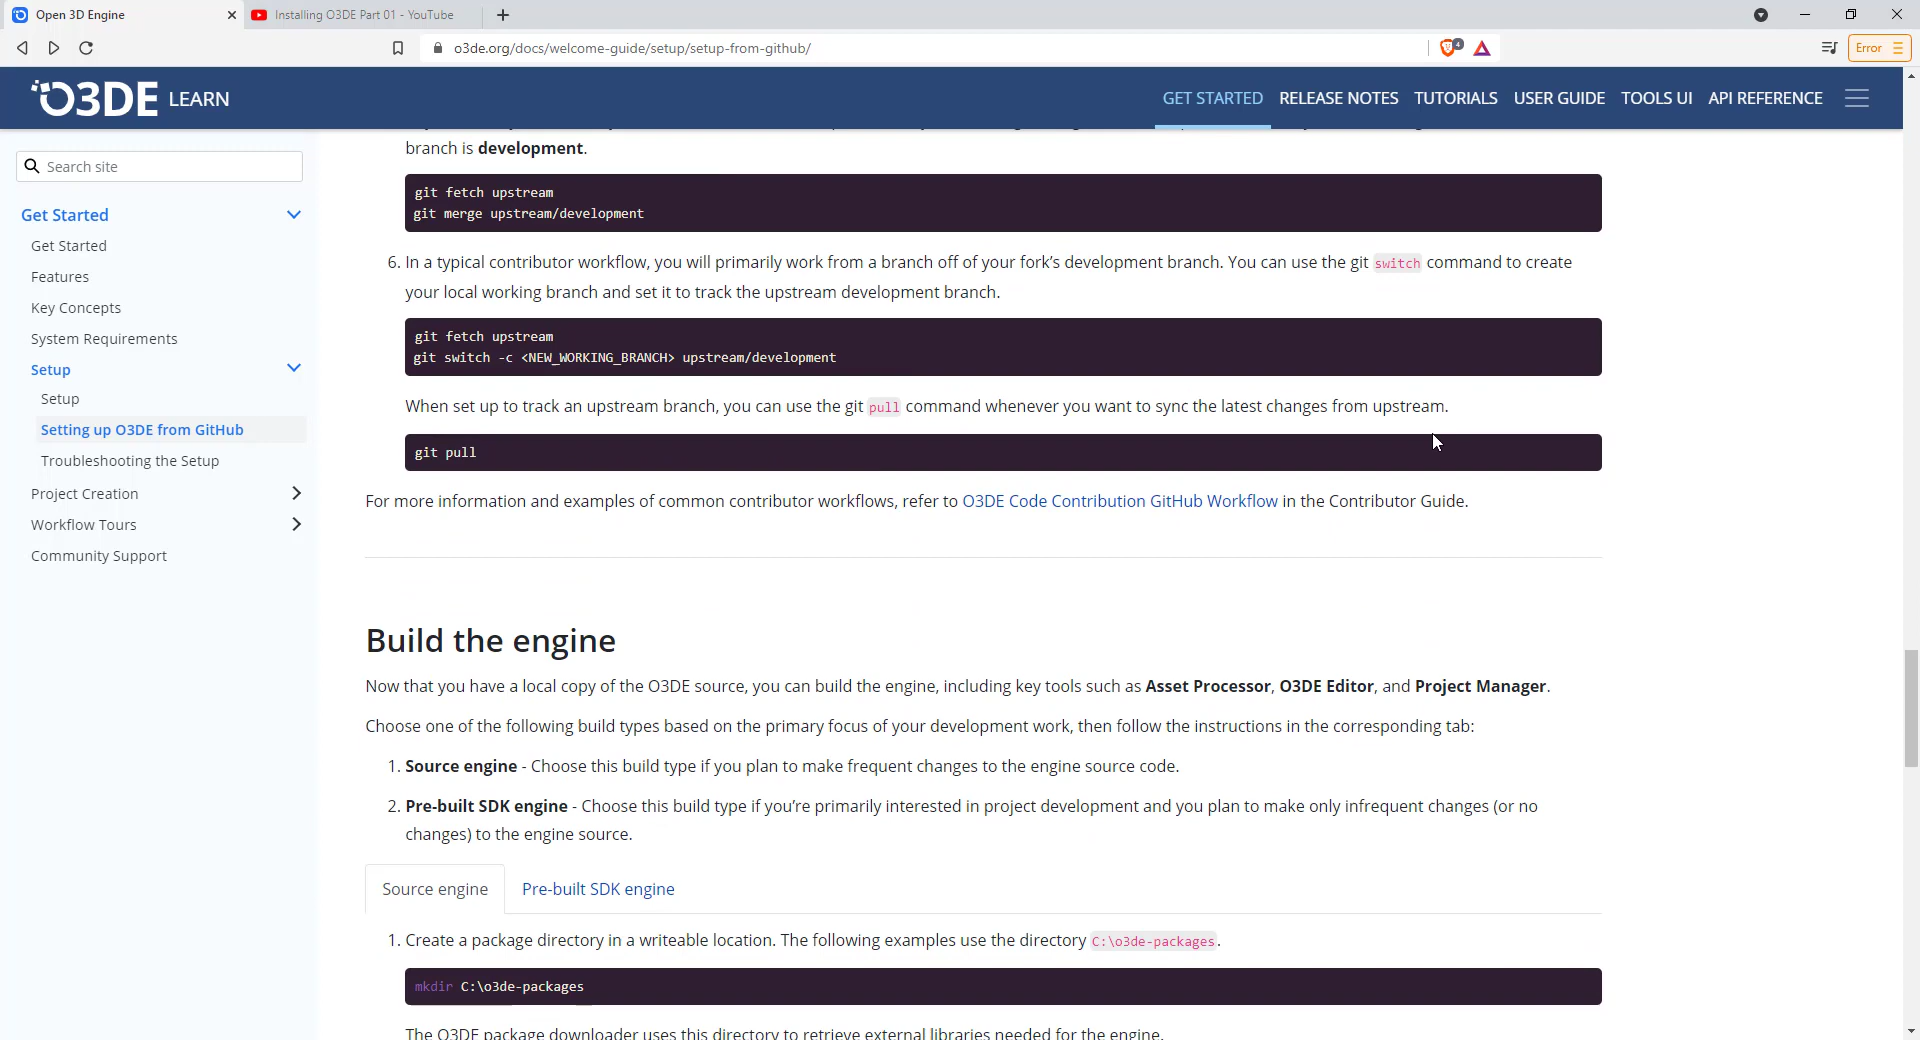 Open 3D Engine
Installing O3DE Part 01 - YouTube
o3de.org/docs/welcome-guide/setup/setup-from-github/
4
Error
O3DE LEARN
GET STARTED RELEASE NOTES TUTORIALS USER GUIDE TOOLS UI API REFERENCE
Search site
Get Started
Get Started
Features
Key Concepts
System Requirements
Setup
Setup
Setting up O3DE from GitHub
Troubleshooting the Setup
Project Creation
Workflow Tours
Community Support
branch is development.
git fetch upstream
git merge upstream/development
6. In a typical contributor workflow, you will primarily work from a branch off of your fork's development branch. You can use the git switch command to create
your local working branch and set it to track the upstream development branch.
git fetch upstream
git switch -c <NEW_WORKING_BRANCH> upstream/development
When set up to track an upstream branch, you can use the git pull command whenever you want to sync the latest changes from upstream.
git pull
For more information and examples of common contributor workflows, refer to O3DE Code Contribution GitHub Workflow in the Contributor Guide.
Build the engine
Now that you have a local copy of the O3DE source, you can build the engine, including key tools such as Asset Processor, O3DE Editor, and Project Manager.
Choose one of the following build types based on the primary focus of your development work, then follow the instructions in the corresponding tab:
1. Source engine - Choose this build type if you plan to make frequent changes to the engine source code.
2. Pre-built SDK engine - Choose this build type if you're primarily interested in project development and you plan to make only infrequent changes (or no
changes) to the engine source.
Source engine Pre-built SDK engine
1. Create a package directory in a writeable location. The following examples use the directory C:\o3de-packages.
mkdir C:\o3de-packages
The O3DE package downloader uses this directory to retrieve external libraries needed for the engine.